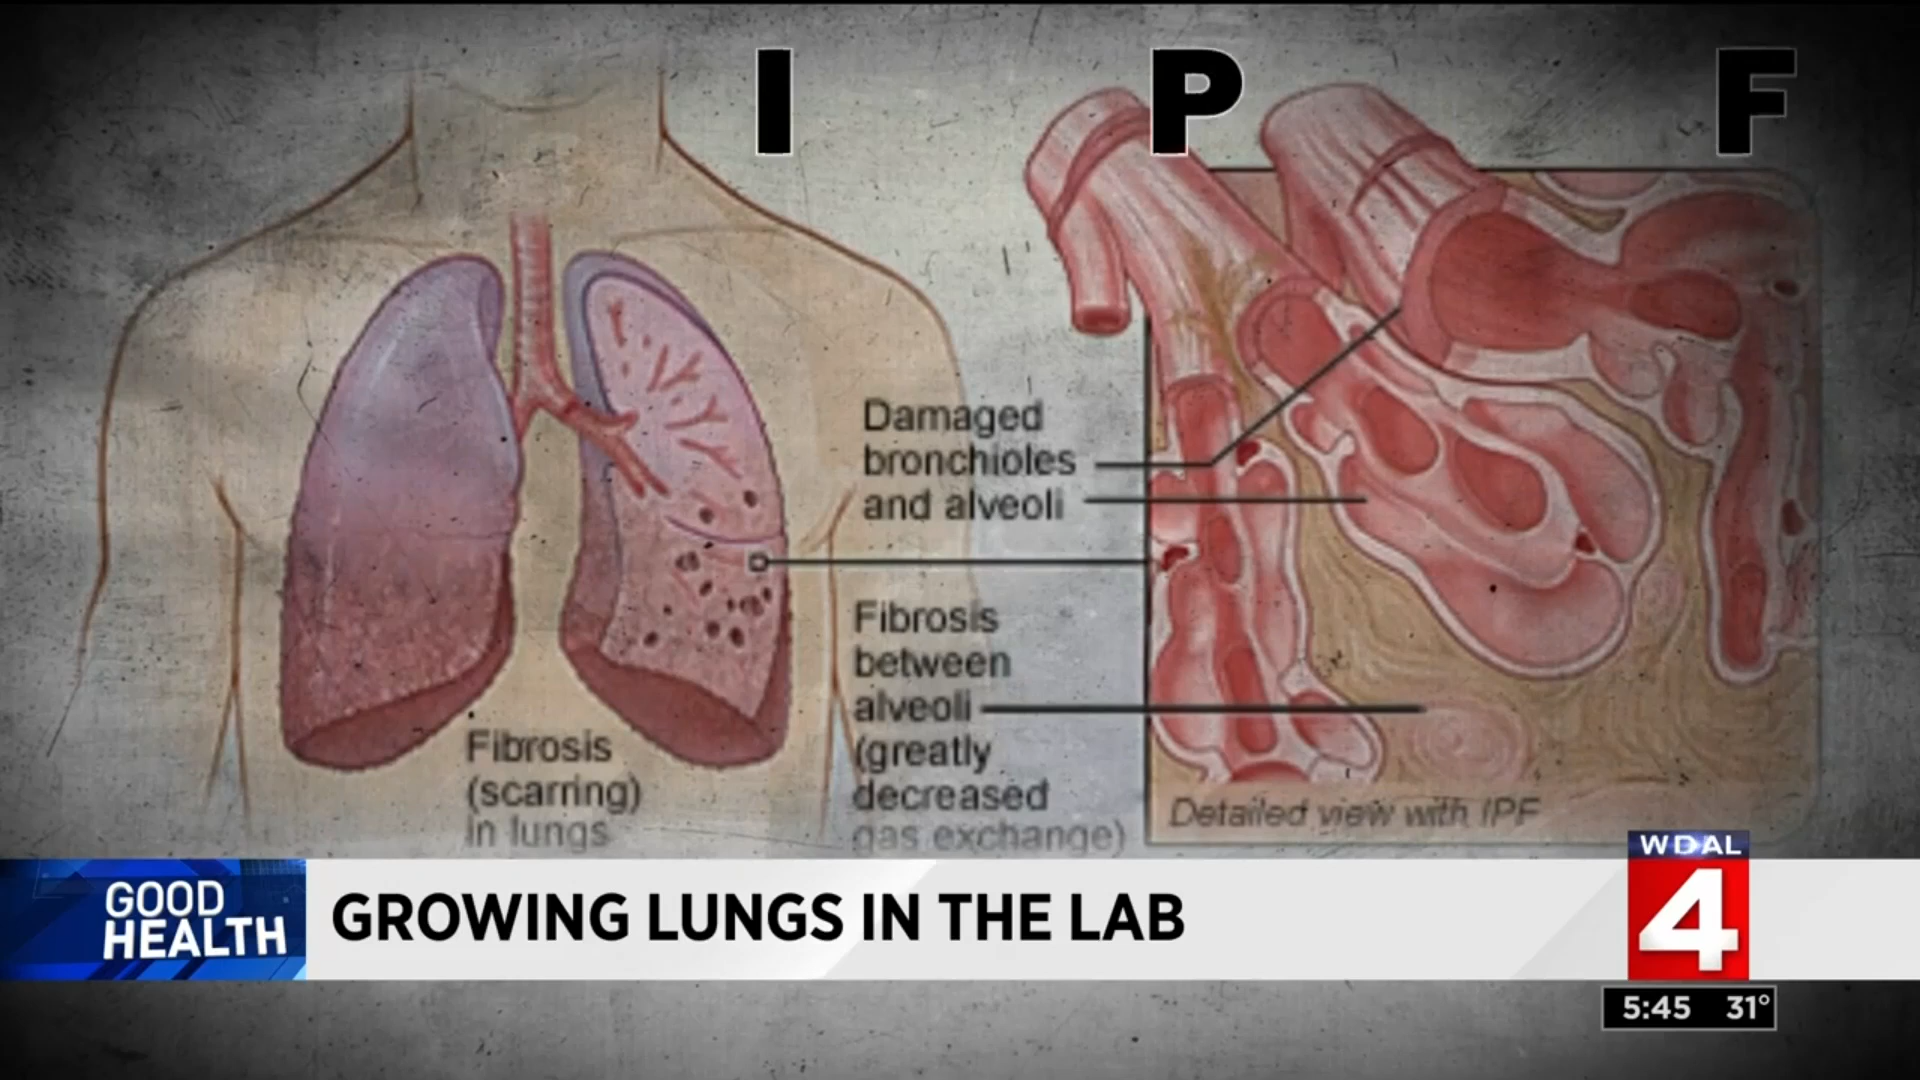 I P F
Damaged
bronchioles
and alveoli
Fibrosis
between
alveoli
(greatly
decreased
gas exchange)
Fibrosis
(scarring)
in lungs
Detailed view with IPF
WDAL
4
GOOD
HEALTH
GROWING LUNGS IN THE LAB
5:45 31°